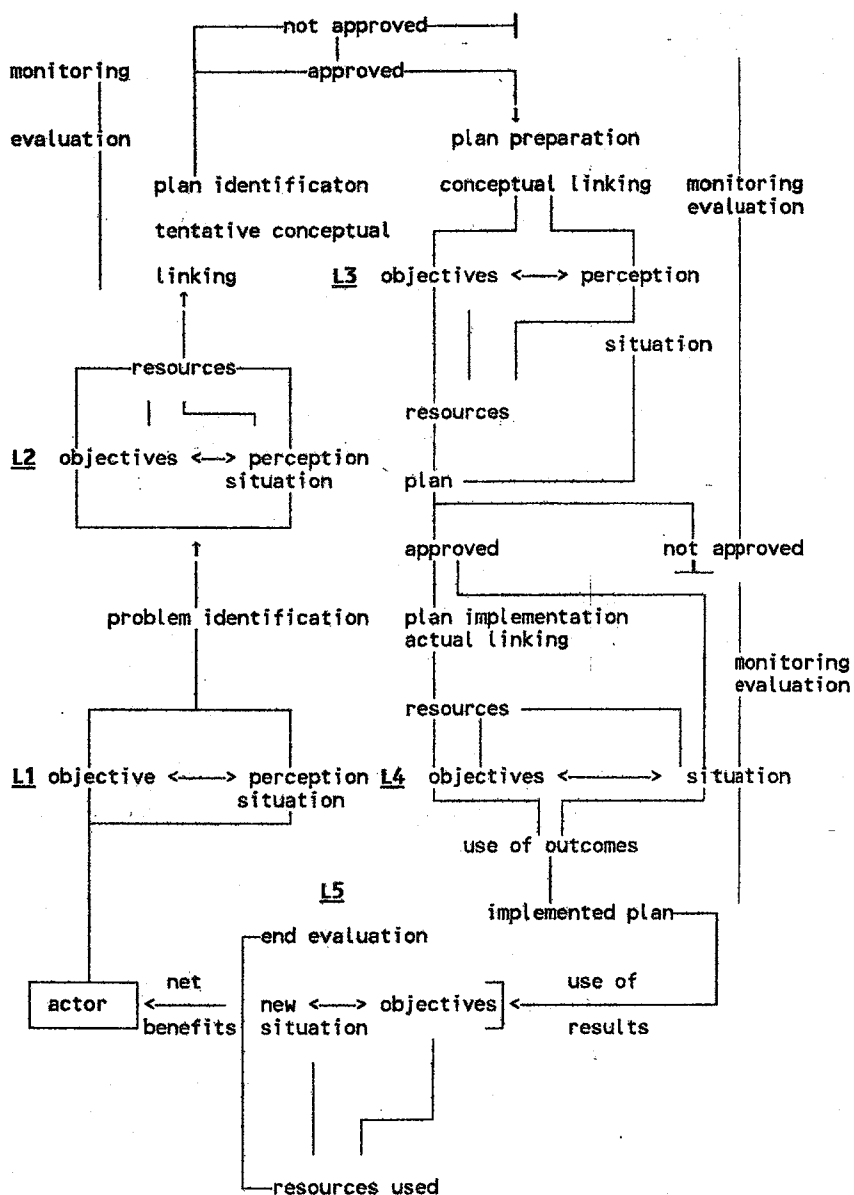 not approved
monitoring
approved
evaluation
plan preparation
plan identificaton
conceptual linking
monitoring
evaluation
tentative conceptual
linking
L3 objectives <--> perception
situation
resources
resources
L2 objectives <-> perception
situation
plan
approved
not approved
problem identification
plan implementation
actual linking
monitoring
evaluation
resources
L1 objective <--> perception
situation
L4 objectives <---> situation
use of outcomes
L5
implemented plan
end evaluation
actor
net
benefits
new <--> objectives
situation
use of
results
resources used